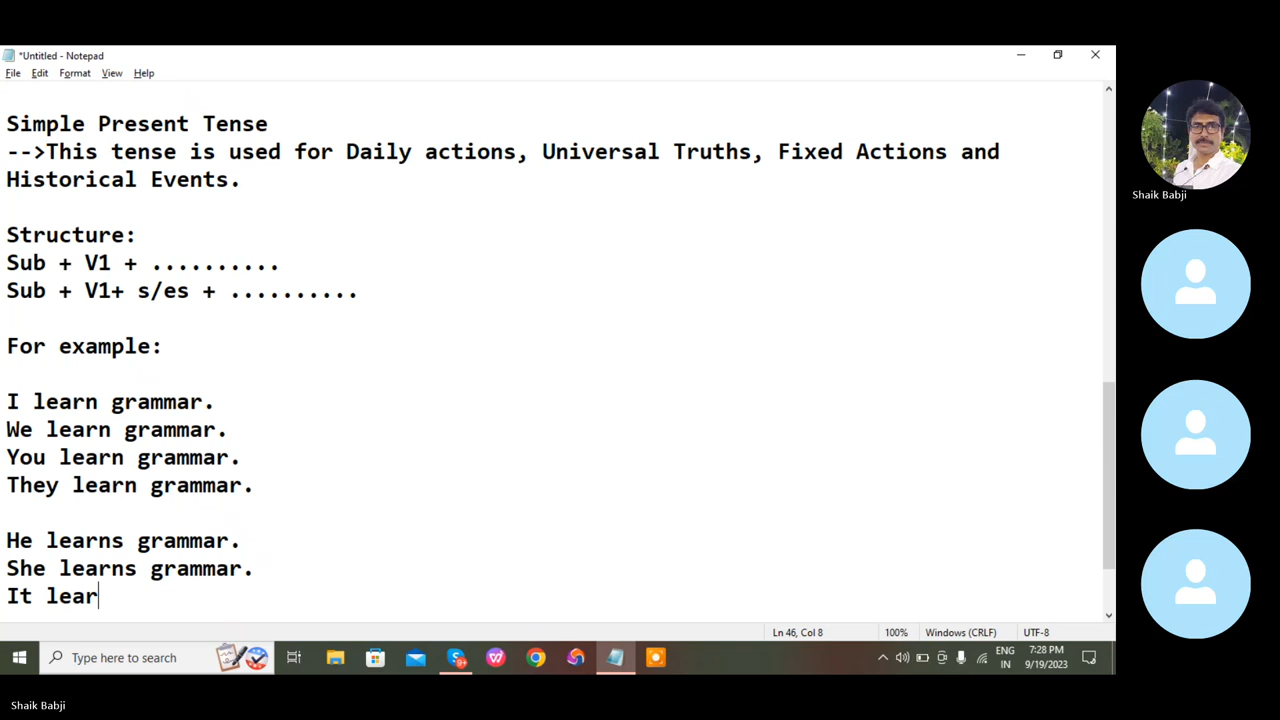 *Untitled - Notepad
File Edit Format View Help
Simple Present Tense
-->This tense is used for Daily actions, Universal Truths, Fixed Actions and
Historical Events.
Structure:
Sub + V1 + ..........
Sub + V1+ s/es + ..........
For example:
I learn grammar.
We learn grammar.
You learn grammar.
They learn grammar.
He learns grammar.
She learns grammar.
It lear
Ln 46, Col 8 100% Windows (CRLF) UTF-8
Type here to search
ENG
IN
7:28 PM
9/19/2023
Shaik Babji
Shaik Babji